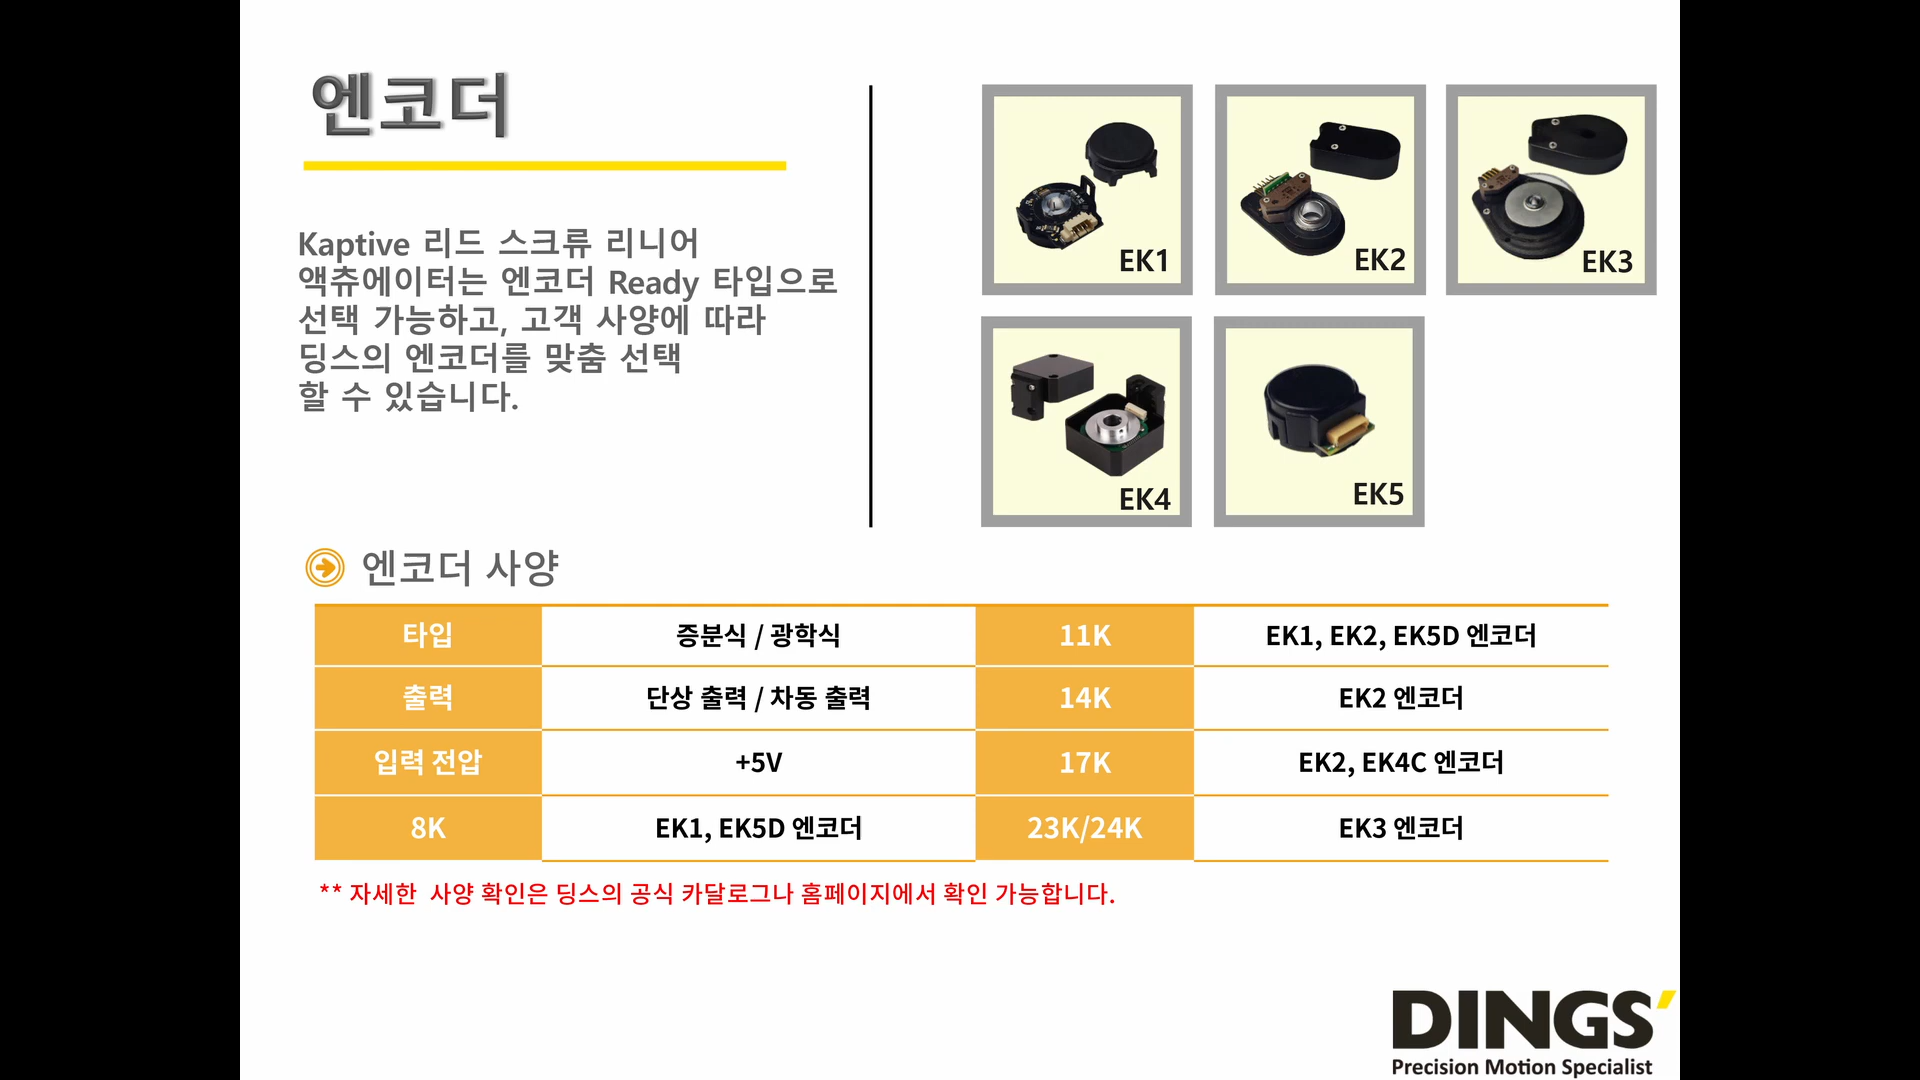 엔코더
Kaptive 리드 스크류 리니어
액츄에이터는 엔코더 Ready 타입으로
선택 가능하고, 고객 사양에 따라
딩스의 엔코더를 맞춤 선택
할 수 있습니다.
EK1
EK2
EK3
EK4
EK5
엔코더 사양
타입 증분식 / 광학식 11K EK1, EK2, EK5D 엔코더
출력 단상 출력 / 차동 출력 14K EK2 엔코더
입력 전압 +5V 17K EK2, EK4C 엔코더
8K EK1, EK5D 엔코더 23K/24K EK3 엔코더
** 자세한 사양 확인은 딩스의 공식 카달로그나 홈페이지에서 확인 가능합니다.
DINGS'
Precision Motion Specialist